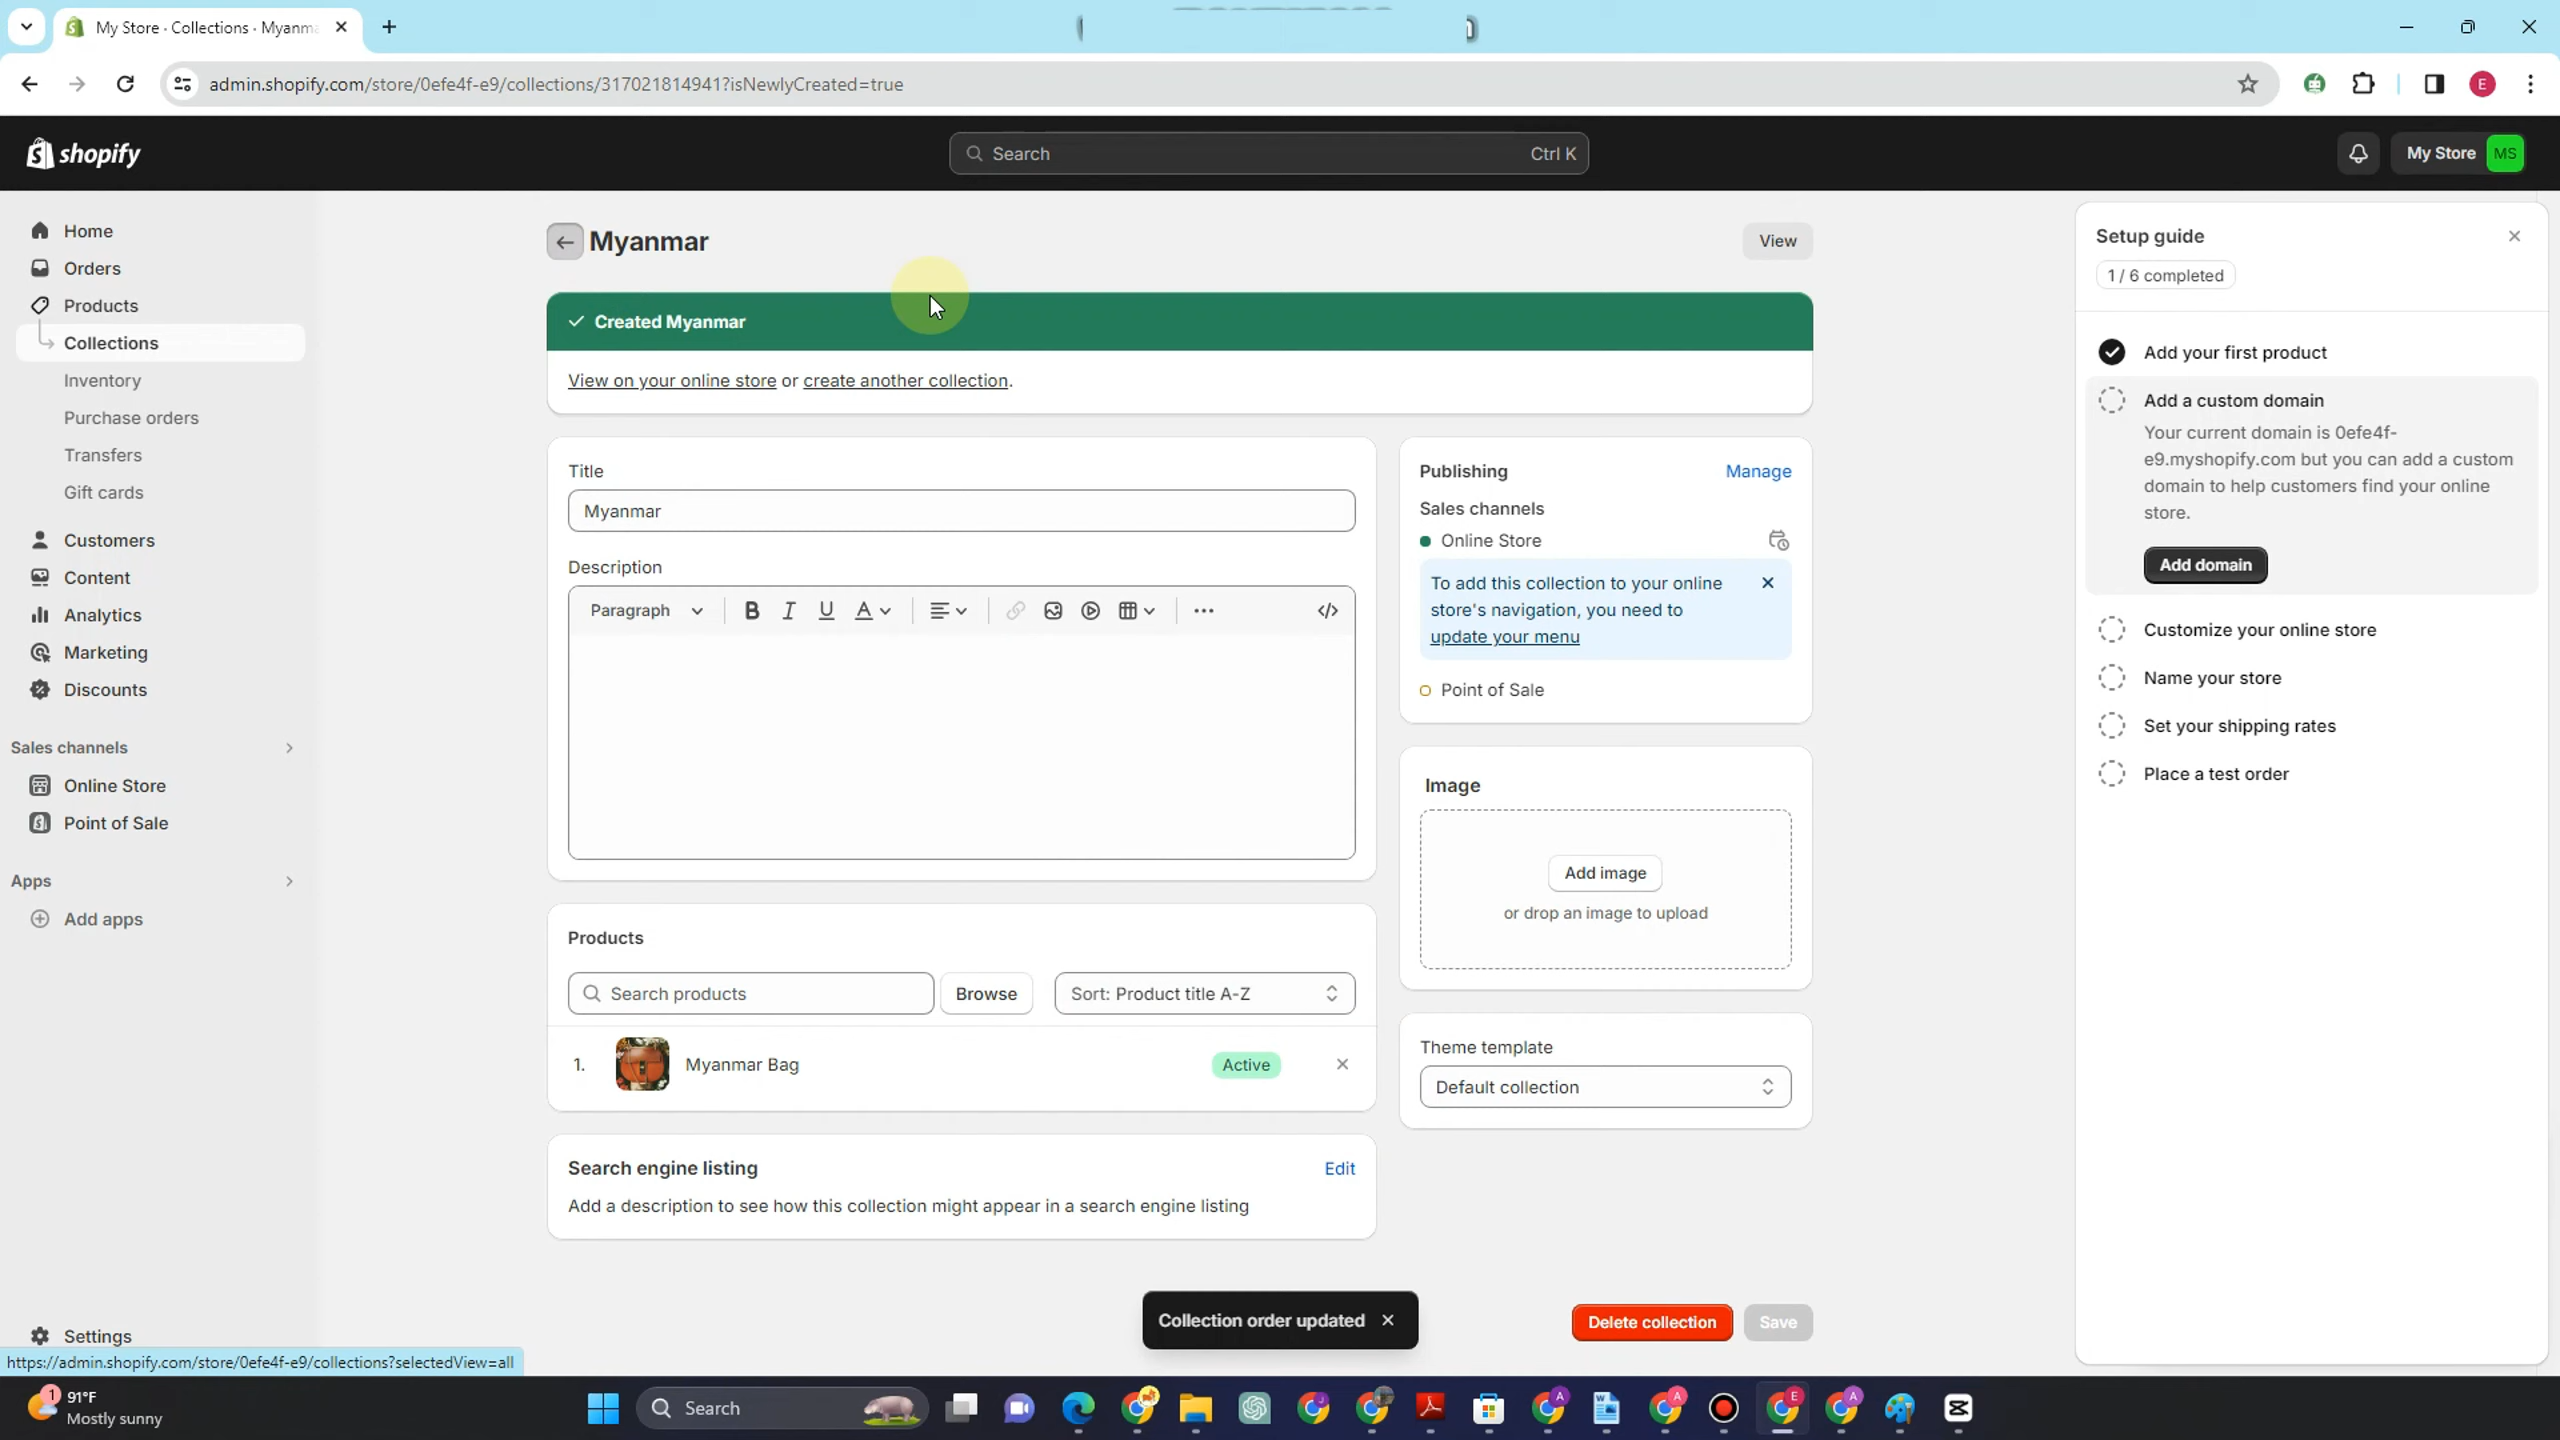 My Store · Collections · Myanma
admin.shopify.com/store/0efe4f-e9/collections/317021814941?isNewlyCreated=true
E
shopify
Search
Ctrl K
My Store
MS
Home
Orders
Products
Collections
Inventory
Purchase orders
Transfers
Gift cards
Customers
Content
Analytics
Marketing
Discounts
Sales channels
Online Store
Point of Sale
Apps
Add apps
Settings
https://admin.shopify.com/store/0efe4f-e9/collections?selectedView=all
Myanmar
View
Created Myanmar
View on your online store or create another collection.
Title
Myanmar
Description
Paragraph
B I U A
Products
Search products
Browse
Sort: Product title A-Z
1.
Myanmar Bag
Active
Search engine listing
Edit
Add a description to see how this collection might appear in a search engine listing
Publishing
Manage
Sales channels
Online Store
To add this collection to your online
store's navigation, you need to
update your menu
Point of Sale
Image
Add image
or drop an image to upload
Theme template
Default collection
Collection order updated
Delete collection
Save
Setup guide
1 / 6 completed
Add your first product
Add a custom domain
Your current domain is 0efe4f-
e9.myshopify.com but you can add a custom
domain to help customers find your online
store.
Add domain
Customize your online store
Name your store
Set your shipping rates
Place a test order
1
91°F
Mostly sunny
Search
J
A
A
E
A